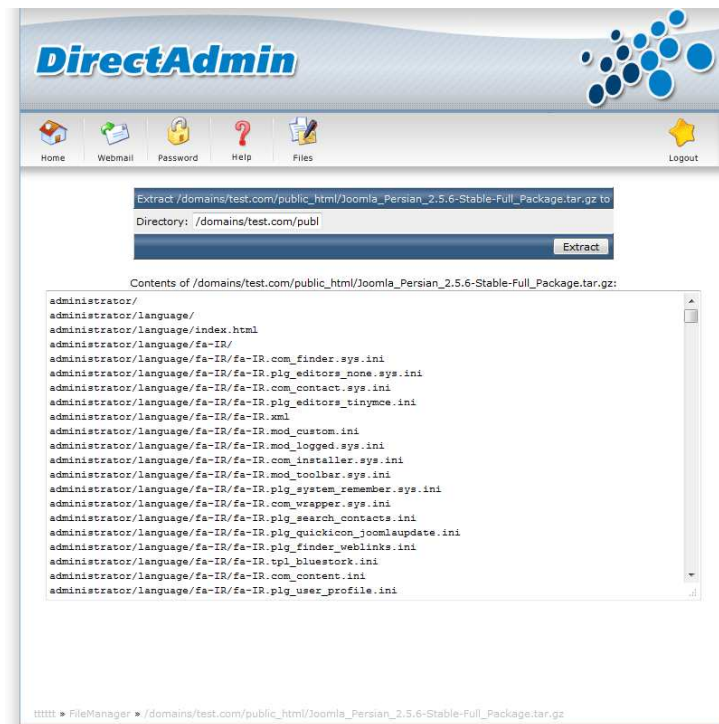 DirectAdmin
Home Webmail Password Help Files Logout
Extract /domains/test.com/public_html/Joomla_Persian_2.5.6-Stable-Full_Package.tar.gz to
Directory: /domains/test.com/publ
Extract
Contents of /domains/test.com/public_html/Joomla_Persian_2.5.6-Stable-Full_Package.tar.gz:
administrator/
administrator/language/
administrator/language/index.html
administrator/language/fa-IR/
administrator/language/fa-IR/fa-IR.com_finder.sys.ini
administrator/language/fa-IR/fa-IR.plg_editors_none.sys.ini
administrator/language/fa-IR/fa-IR.com_contact.sys.ini
administrator/language/fa-IR/fa-IR.plg_editors_tinymce.ini
administrator/language/fa-IR/fa-IR.xml
administrator/language/fa-IR/fa-IR.mod_custom.ini
administrator/language/fa-IR/fa-IR.mod_logged.sys.ini
administrator/language/fa-IR/fa-IR.com_installer.sys.ini
administrator/language/fa-IR/fa-IR.mod_toolbar.sys.ini
administrator/language/fa-IR/fa-IR.plg_system_remember.sys.ini
administrator/language/fa-IR/fa-IR.com_wrapper.sys.ini
administrator/language/fa-IR/fa-IR.plg_search_contacts.ini
administrator/language/fa-IR/fa-IR.plg_quickicon_joomlaupdate.ini
administrator/language/fa-IR/fa-IR.plg_finder_weblinks.ini
administrator/language/fa-IR/fa-IR.tpl_bluestork.ini
administrator/language/fa-IR/fa-IR.com_content.ini
administrator/language/fa-IR/fa-IR.plg_user_profile.ini
tttttt » FileManager » /domains/test.com/public_html/Joomla_Persian_2.5.6-Stable-Full_Package.tar.gz